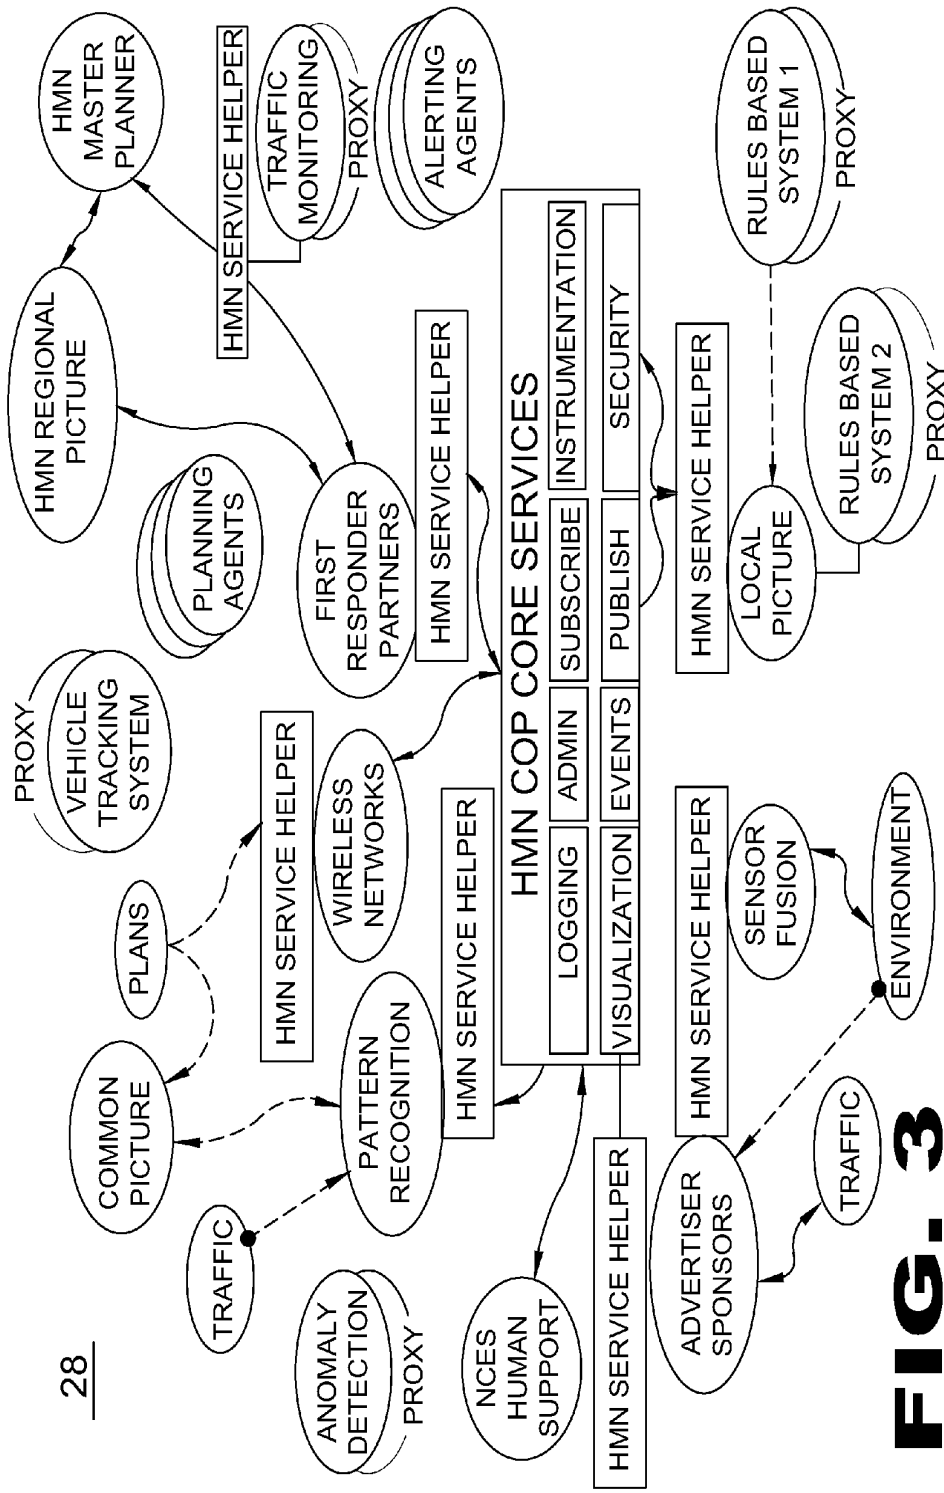 28
COMMON
PICTURE
PLANS
PROXY
VEHICLE
TRACKING
SYSTEM
HMN REGIONAL
PICTURE
HMN
MASTER
PLANNER
TRAFFIC
PLANNING
AGENTS
HMN SERVICE HELPER
HMN SERVICE HELPER
TRAFFIC
MONITORING
PROXY
ANOMALY
DETECTION
PROXY
PATTERN
RECOGNITION
WIRELESS
NETWORKS
FIRST
RESPONDER
PARTNERS
ALERTING
AGENTS
HMN SERVICE HELPER
HMN SERVICE HELPER
NCES
HUMAN
SUPPORT
HMN COP CORE SERVICES
LOGGING ADMIN SUBSCRIBE INSTRUMENTATION
VISUALIZATION EVENTS PUBLISH SECURITY
HMN SERVICE HELPER
HMN SERVICE HELPER
HMN SERVICE HELPER
ADVERTISER
SPONSORS
SENSOR
FUSION
LOCAL
PICTURE
RULES BASED
SYSTEM 1
PROXY
TRAFFIC
ENVIRONMENT
RULES BASED
SYSTEM 2
PROXY
FIG. 3